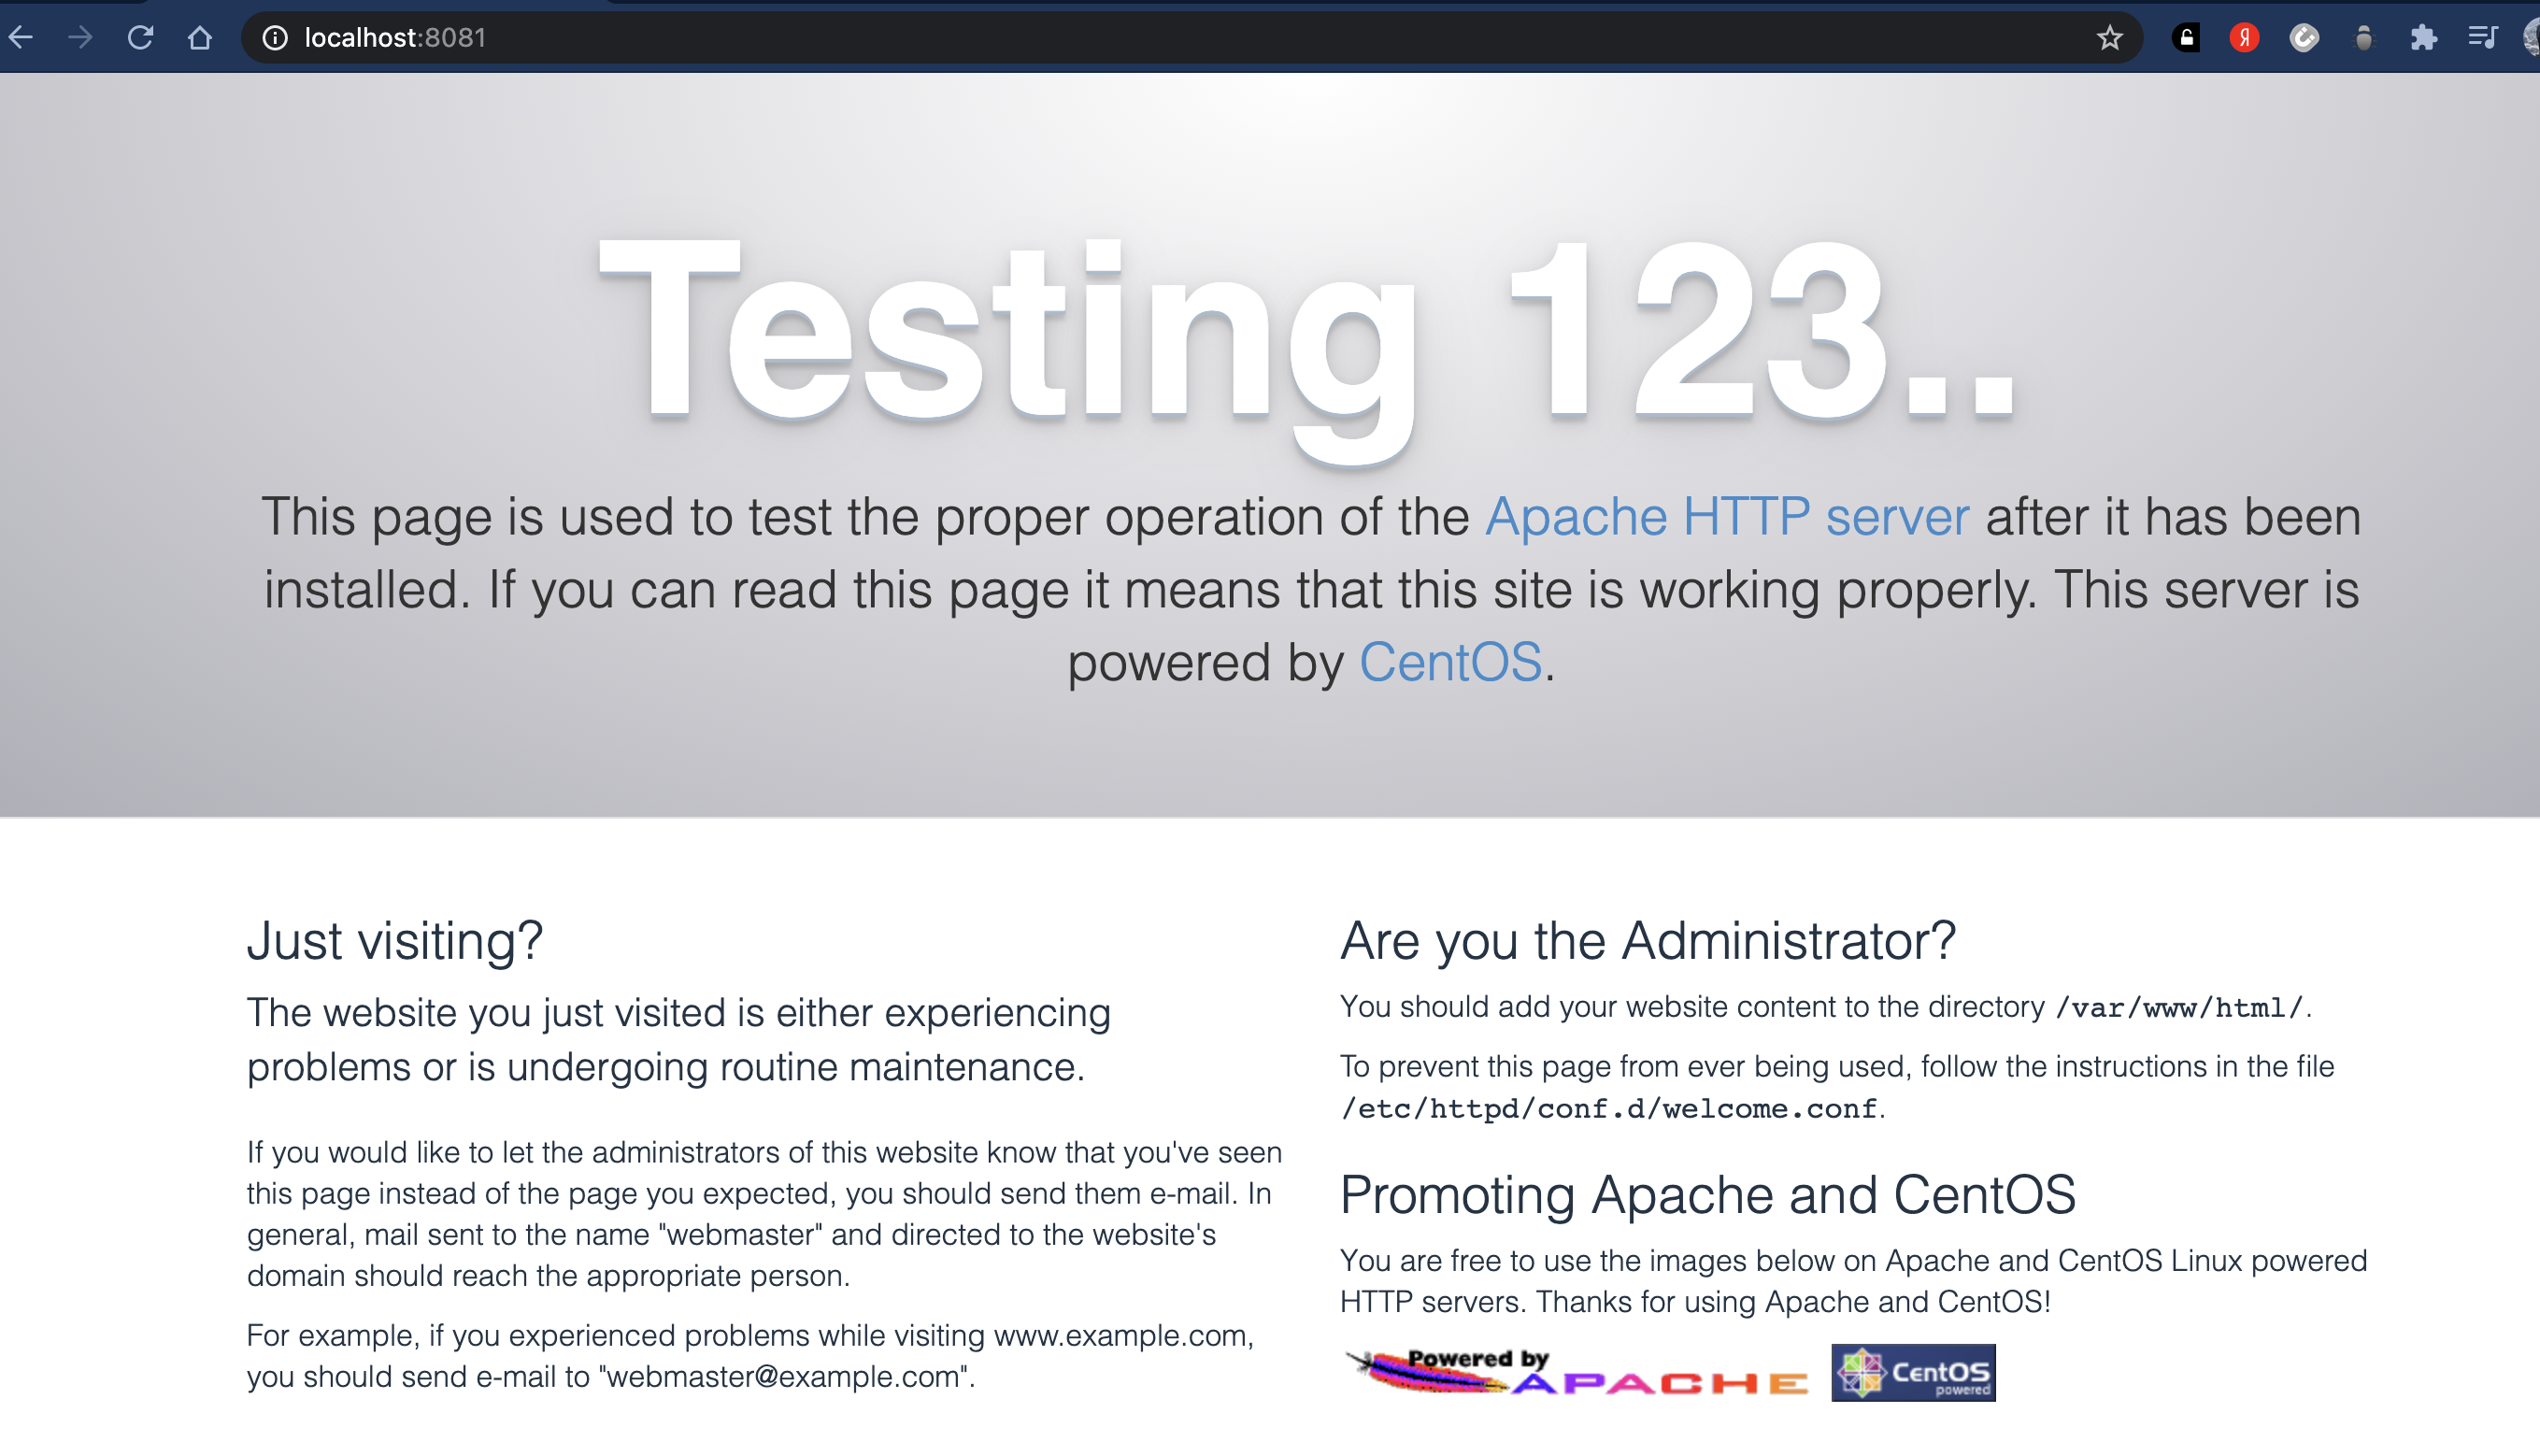 localhost:8081
Testing 123..
This page is used to test the proper operation of the Apache HTTP server after it has been
installed. If you can read this page it means that this site is working properly. This server is
powered by CentOS.
Just visiting?
The website you just visited is either experiencing
problems or is undergoing routine maintenance.
If you would like to let the administrators of this website know that you've seen
this page instead of the page you expected, you should send them e-mail. In
general, mail sent to the name "webmaster" and directed to the website's
domain should reach the appropriate person.
For example, if you experienced problems while visiting www.example.com,
you should send e-mail to "webmaster@example.com".
Are you the Administrator?
You should add your website content to the directory /var/www/html/.
To prevent this page from ever being used, follow the instructions in the file
/etc/httpd/conf.d/welcome.conf.
Promoting Apache and CentOS
You are free to use the images below on Apache and CentOS Linux powered
HTTP servers. Thanks for using Apache and CentOS!
Powered by
APACHE
CentOS
powered